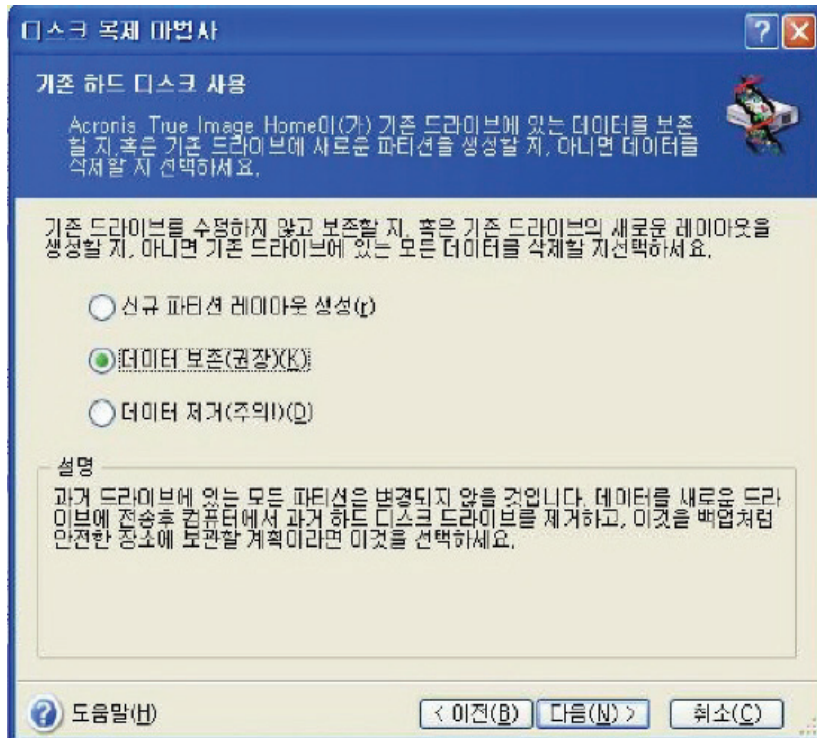 디스크 복제 마법사
기존 하드 디스크 사용
Acronis True Image Home이(가) 기존 드라이브에 있는 데이터를 보존
할 지,혹은 기존 드라이브에 새로운 파티션을 생성할 지, 아니면 데이터를
삭제할 지 선택하세요.
기존 드라이브를 수정하지 않고 보존할 지, 혹은 기존 드라이브의 새로운 레이아웃을
생성할 지, 아니면 기존 드라이브에 있는 모든 데이터를 삭제할 지선택하세요.
신규 파티션 레이아웃 생성(r)
데이터 보존(권장)(K)
데이터 제거(주의!)(D)
설명
과거 드라이브에 있는 모든 파티션은 변경되지 않을 것입니다. 데이터를 새로운 드라
이브에 전송후 컴퓨터에서 과거 하드 디스크 드라이브를 제거하고, 이것을 백업처럼
안전한 장소에 보관할 계획이라면 이것을 선택하세요.
도움말(H)
< 이전(B) 다음(N) > 취소(C)